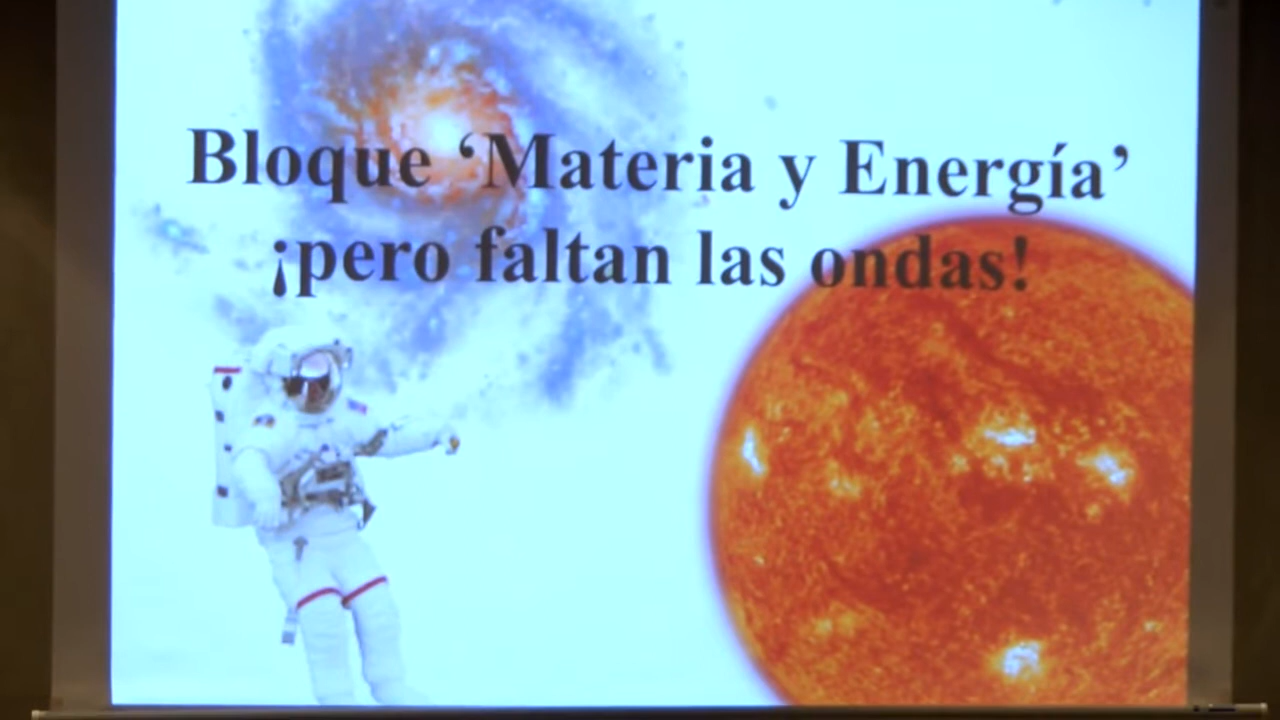 Bloque ‘Materia y Energía’
¡pero faltan las ondas!